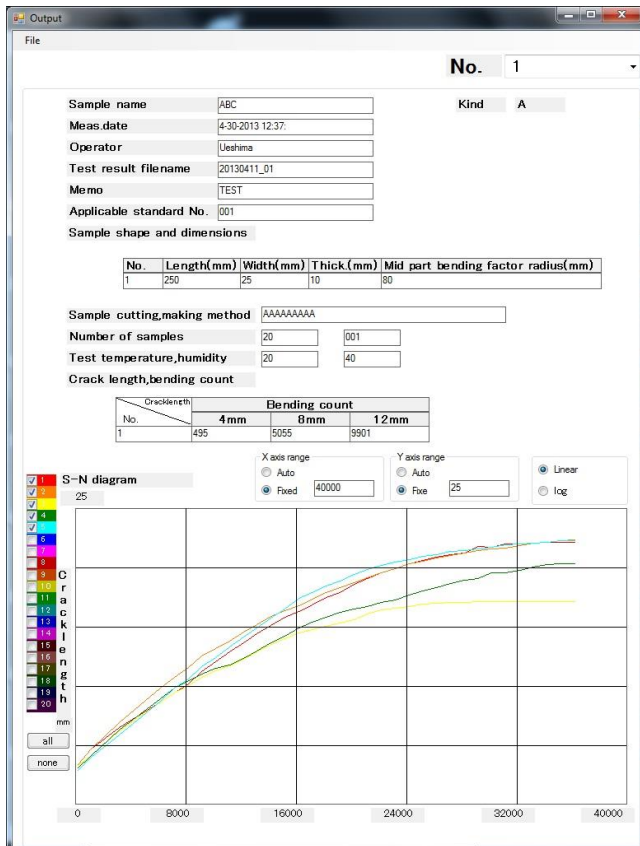 Output
File
No. 1
Sample name ABC Kind A
Meas.date 4-30-2013 12:37:
Operator Ueshima
Test result filename 20130411_01
Memo TEST
Applicable standard No. 001
Sample shape and dimensions
No. Length(mm) Width(mm) Thick.(mm) Mid part bending factor radius(mm)
1 250 25 10 80
Sample cutting,making method AAAAAAAAA
Number of samples 20 001
Test temperature,humidity 20 40
Crack length,bending count
Cracklength Bending count
No. 4mm 8mm 12mm
1 495 5055 9901
X axis range Y axis range
Auto Auto Linear
Fixed 40000 Fixe 25 log
S-N diagram
25
1
2
3
4
5
6
7
8
9
10
11
12
13
14
15
16
17
18
19
20
Cracklength
mm
all
none
0 8000 16000 24000 32000 40000